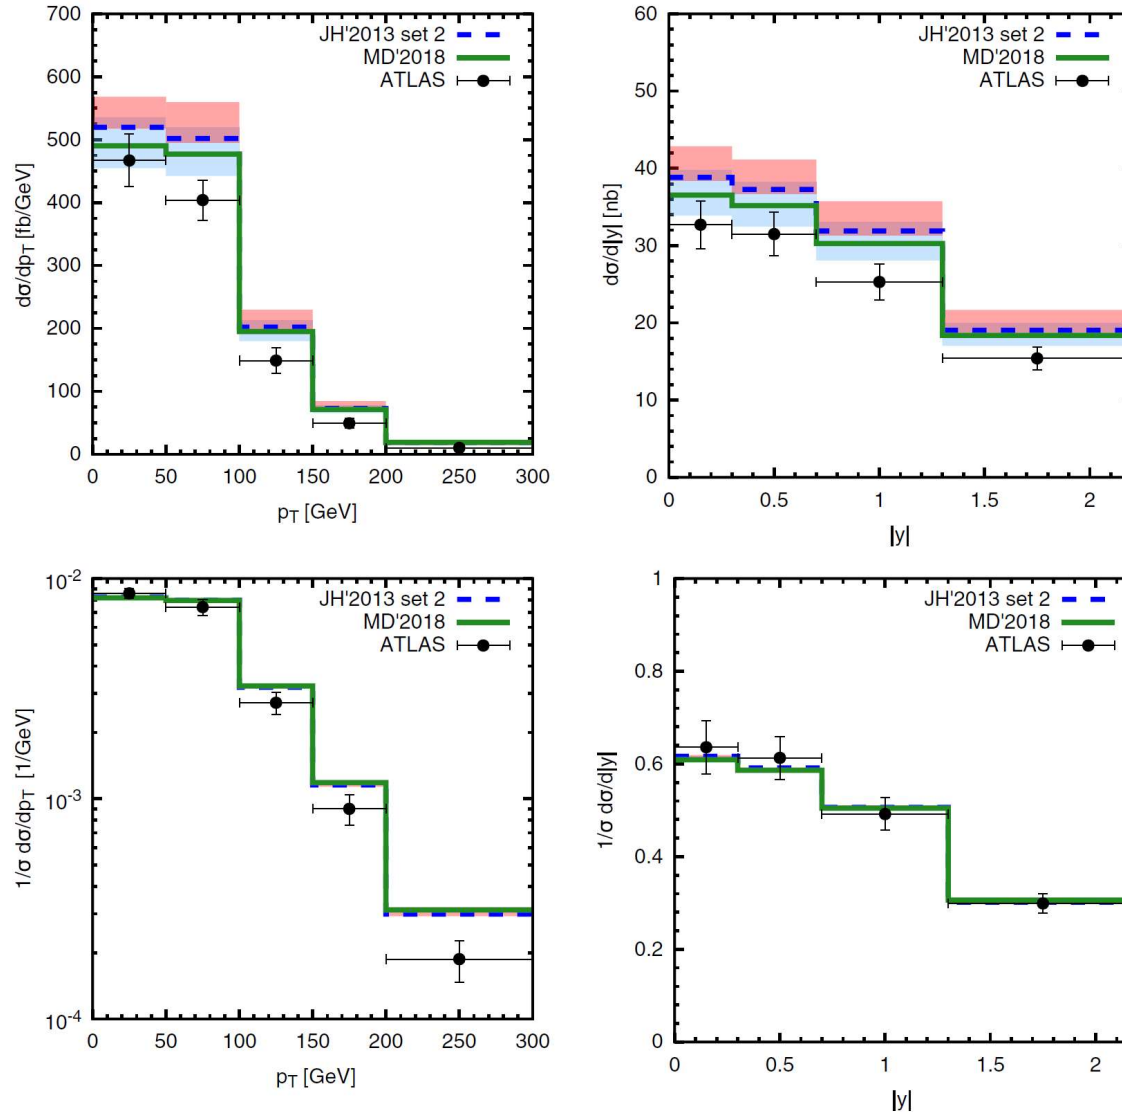 JH'2013 set 2
MD'2018
ATLAS
dσ/dp_T [fb/GeV]
700
600
500
400
300
200
100
0
0 50 100 150 200 250 300
p_T [GeV]
JH'2013 set 2
MD'2018
ATLAS
dσ/d|y| [nb]
60
50
40
30
20
10
0
0 0.5 1 1.5 2
|y|
JH'2013 set 2
MD'2018
ATLAS
1/σ dσ/dp_T [1/GeV]
10^-2
10^-3
10^-4
0 50 100 150 200 250 300
p_T [GeV]
JH'2013 set 2
MD'2018
ATLAS
1/σ dσ/d|y|
1
0.8
0.6
0.4
0.2
0
0 0.5 1 1.5 2
|y|